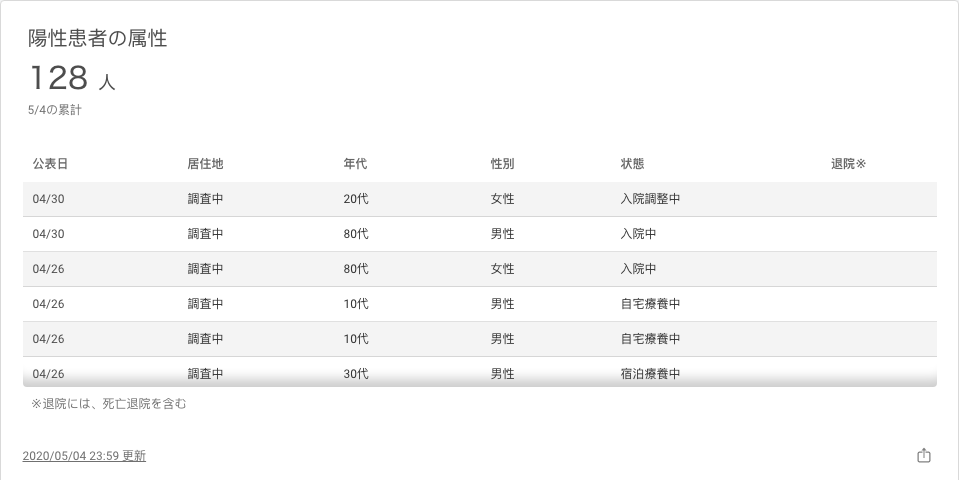 陽性患者の属性
128 人
5/4の累計
公表日 居住地 年代 性別 状態 退院※
04/30 調査中 20代 女性 入院調整中
04/30 調査中 80代 男性 入院中
04/26 調査中 80代 女性 入院中
04/26 調査中 10代 男性 自宅療養中
04/26 調査中 10代 男性 自宅療養中
04/26 調査中 30代 男性 宿泊療養中
※退院には、死亡退院を含む
2020/05/04 23:59 更新